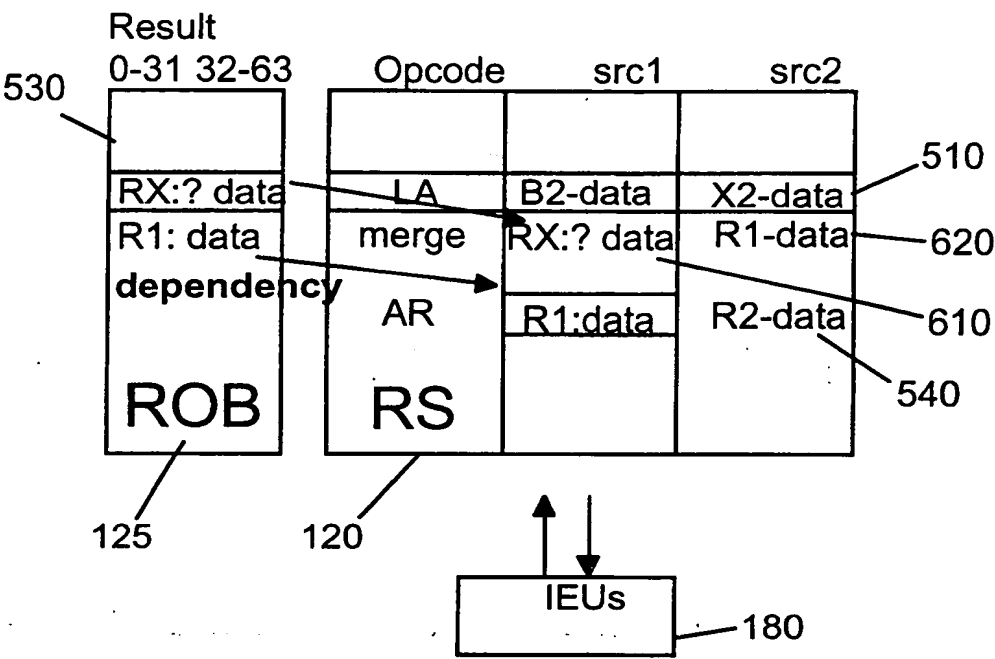 Result
0-31 32-63 Opcode src1 src2
530
510
RX:? data LA B2-data X2-data
R1: data merge RX:? data R1-data
620
dependency
AR R1:data R2-data
610
540
ROB RS
125 120
IEUs
180